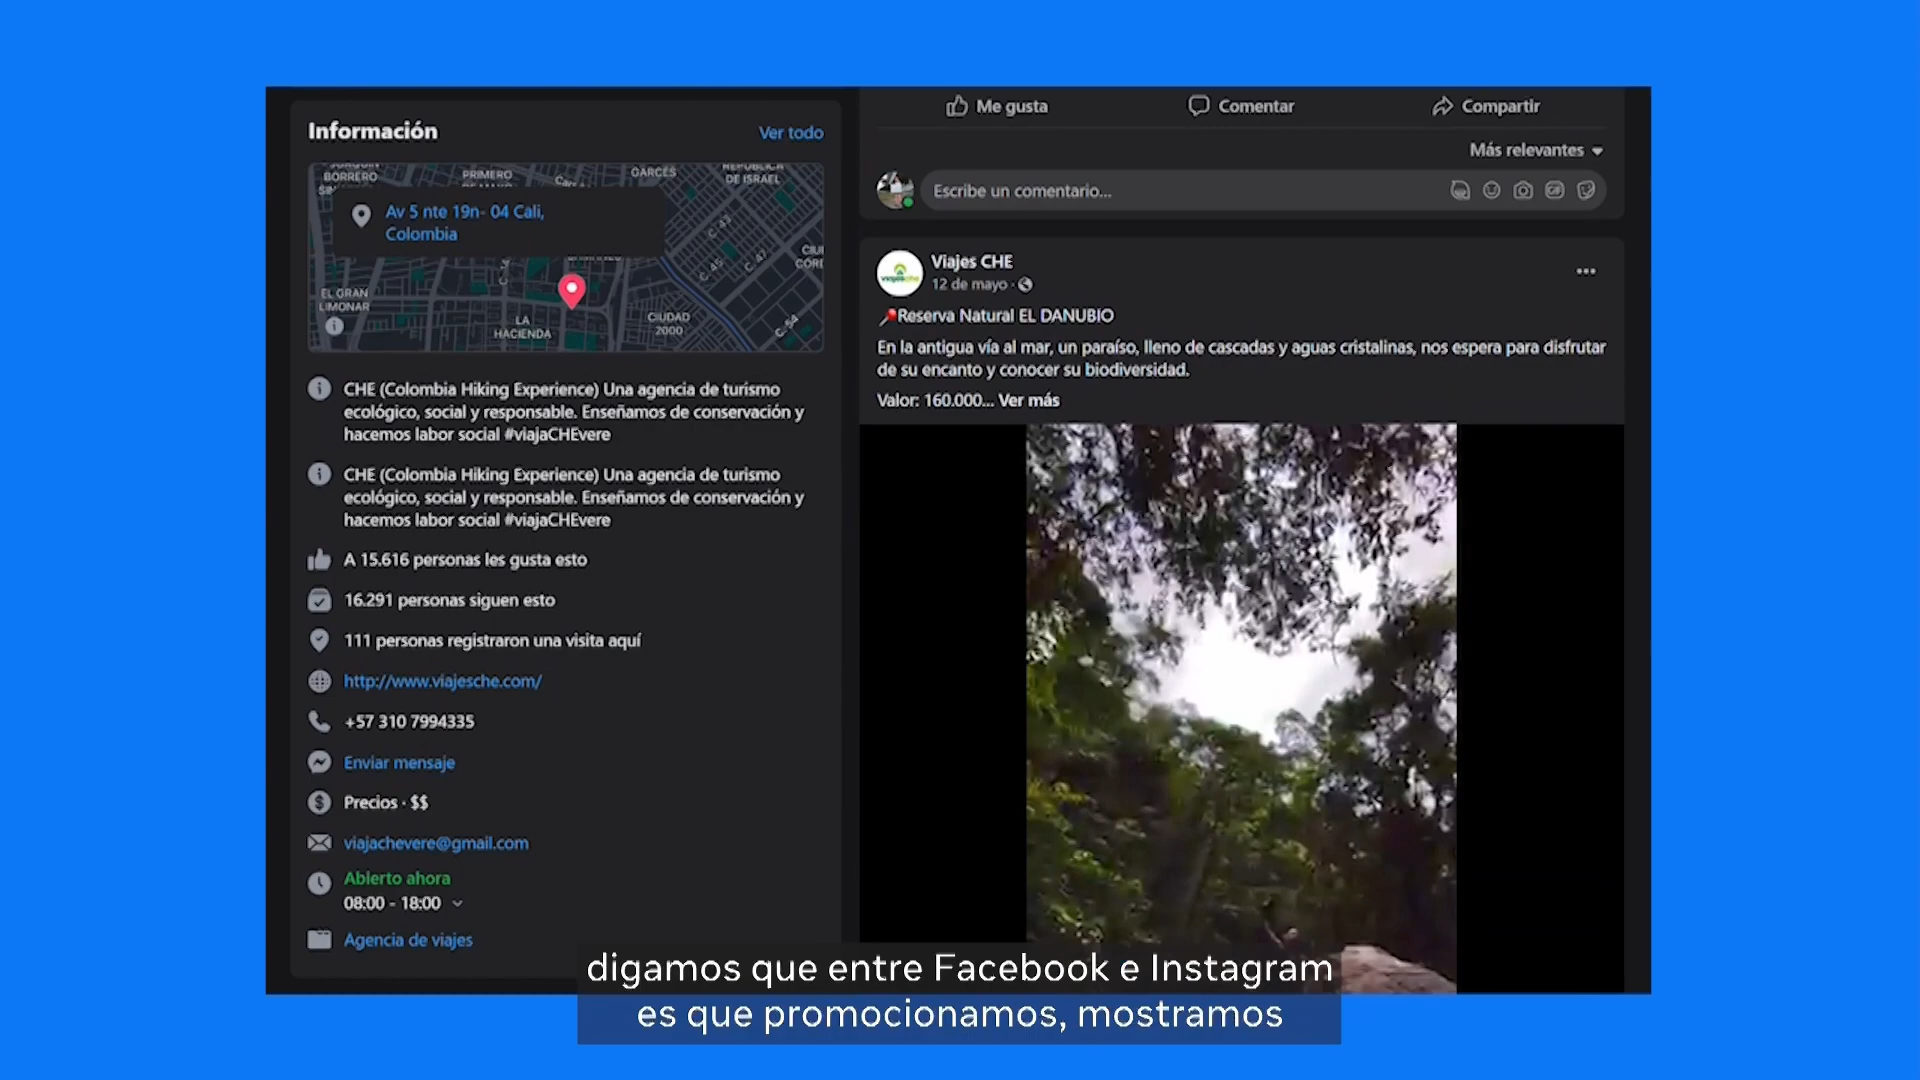 Información
Ver todo
BORRERO
PRIMERO
GARCÉS
REPÚBLICA
DE ISRAEL
Av 5 nte 19n- 04 Cali,
Colombia
C. 43
C. 45
C. 47
EL GRAN
LIMONAR
LA
HACIENDA
CIUDAD
2000
C. 54
CHE (Colombia Hiking Experience) Una agencia de turismo
ecológico, social y responsable. Enseñamos de conservación y
hacemos labor social #viajaCHEvere
CHE (Colombia Hiking Experience) Una agencia de turismo
ecológico, social y responsable. Enseñamos de conservación y
hacemos labor social #viajaCHEvere
A 15.616 personas les gusta esto
16.291 personas siguen esto
111 personas registraron una visita aquí
http://www.viajesche.com/
+57 310 7994335
Enviar mensaje
Precios · $$
viajachevere@gmail.com
Abierto ahora
08:00 - 18:00
Agencia de viajes
Me gusta
Comentar
Compartir
Más relevantes
Escribe un comentario...
GIF
Viajes CHE
12 de mayo ·
Reserva Natural EL DANUBIO
En la antigua vía al mar, un paraíso, lleno de cascadas y aguas cristalinas, nos espera para disfrutar
de su encanto y conocer su biodiversidad.
Valor: 160.000... Ver más
digamos que entre Facebook e Instagram
es que promocionamos, mostramos